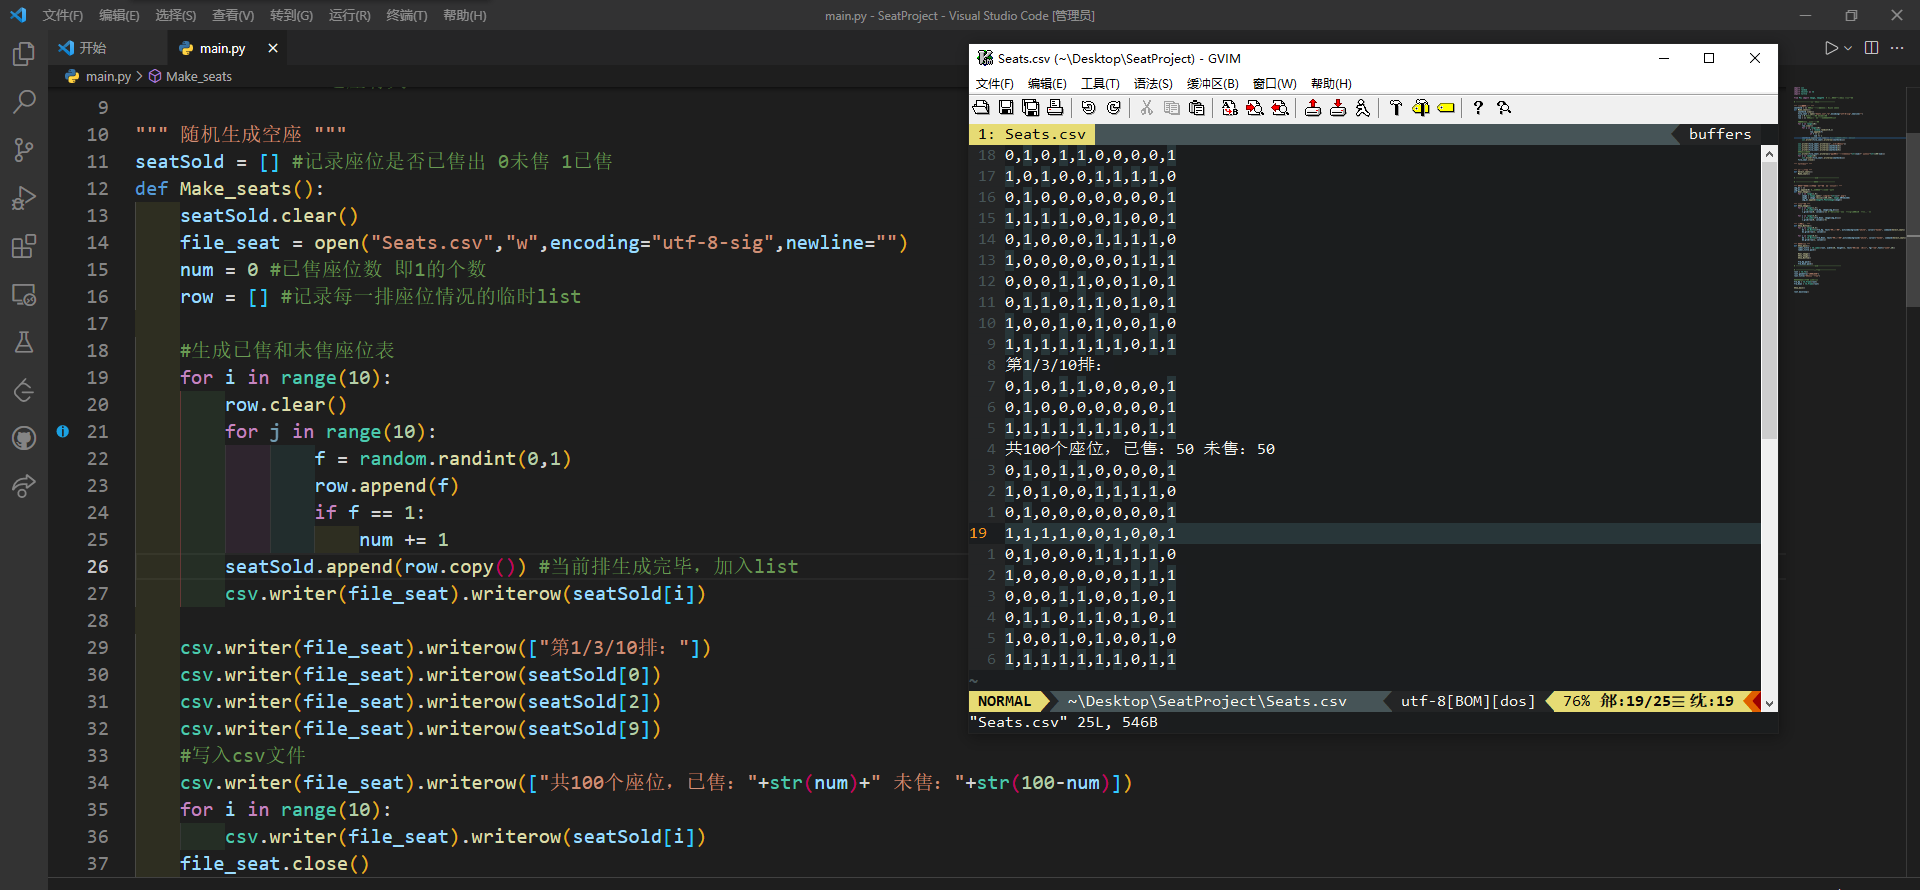 文件(F) 编辑(E) 选择(S) 查看(V) 转到(G) 运行(R) 终端(T) 帮助(H) main.py - SeatProject - Visual Studio Code [管理员]
开始 main.py
main.py > Make_seats
9
10 """ 随机生成空座 """
11 seatSold = [] #记录座位是否已售出 0未售 1已售
12 def Make_seats():
13 seatSold.clear()
14 file_seat = open("Seats.csv","w",encoding="utf-8-sig",newline="")
15 num = 0 #已售座位数 即1的个数
16 row = [] #记录每一排座位情况的临时list
17
18 #生成已售和未售座位表
19 for i in range(10):
20 row.clear()
21 for j in range(10):
22 f = random.randint(0,1)
23 row.append(f)
24 if f == 1:
25 num += 1
26 seatSold.append(row.copy()) #当前排生成完毕，加入list
27 csv.writer(file_seat).writerow(seatSold[i])
28
29 csv.writer(file_seat).writerow(["第1/3/10排："])
30 csv.writer(file_seat).writerow(seatSold[0])
31 csv.writer(file_seat).writerow(seatSold[2])
32 csv.writer(file_seat).writerow(seatSold[9])
33 #写入csv文件
34 csv.writer(file_seat).writerow(["共100个座位，已售："+str(num)+" 未售："+str(100-num)])
35 for i in range(10):
36 csv.writer(file_seat).writerow(seatSold[i])
37 file_seat.close()
Seats.csv (~\Desktop\SeatProject) - GVIM
文件(F) 编辑(E) 工具(T) 语法(S) 缓冲区(B) 窗口(W) 帮助(H)
1: Seats.csv buffers
18 0,1,0,1,1,0,0,0,0,1
17 1,0,1,0,0,1,1,1,1,0
16 0,1,0,0,0,0,0,0,0,1
15 1,1,1,1,0,0,1,0,0,1
14 0,1,0,0,0,1,1,1,1,0
13 1,0,0,0,0,0,0,1,1,1
12 0,0,0,1,1,0,0,1,0,1
11 0,1,1,0,1,1,0,1,0,1
10 1,0,0,1,0,1,0,0,1,0
9 1,1,1,1,1,1,1,0,1,1
8 第1/3/10排：
7 0,1,0,1,1,0,0,0,0,1
6 0,1,0,0,0,0,0,0,0,1
5 1,1,1,1,1,1,1,0,1,1
4 共100个座位，已售：50 未售：50
3 0,1,0,1,1,0,0,0,0,1
2 1,0,1,0,0,1,1,1,1,0
1 0,1,0,0,0,0,0,0,0,1
19 1,1,1,1,0,0,1,0,0,1
1 0,1,0,0,0,1,1,1,1,0
2 1,0,0,0,0,0,0,1,1,1
3 0,0,0,1,1,0,0,1,0,1
4 0,1,1,0,1,1,0,1,0,1
5 1,0,0,1,0,1,0,0,1,0
6 1,1,1,1,1,1,1,0,1,1
~
NORMAL ~\Desktop\SeatProject\Seats.csv utf-8[BOM][dos] 76% :19/25☰ :19
"Seats.csv" 25L, 546B